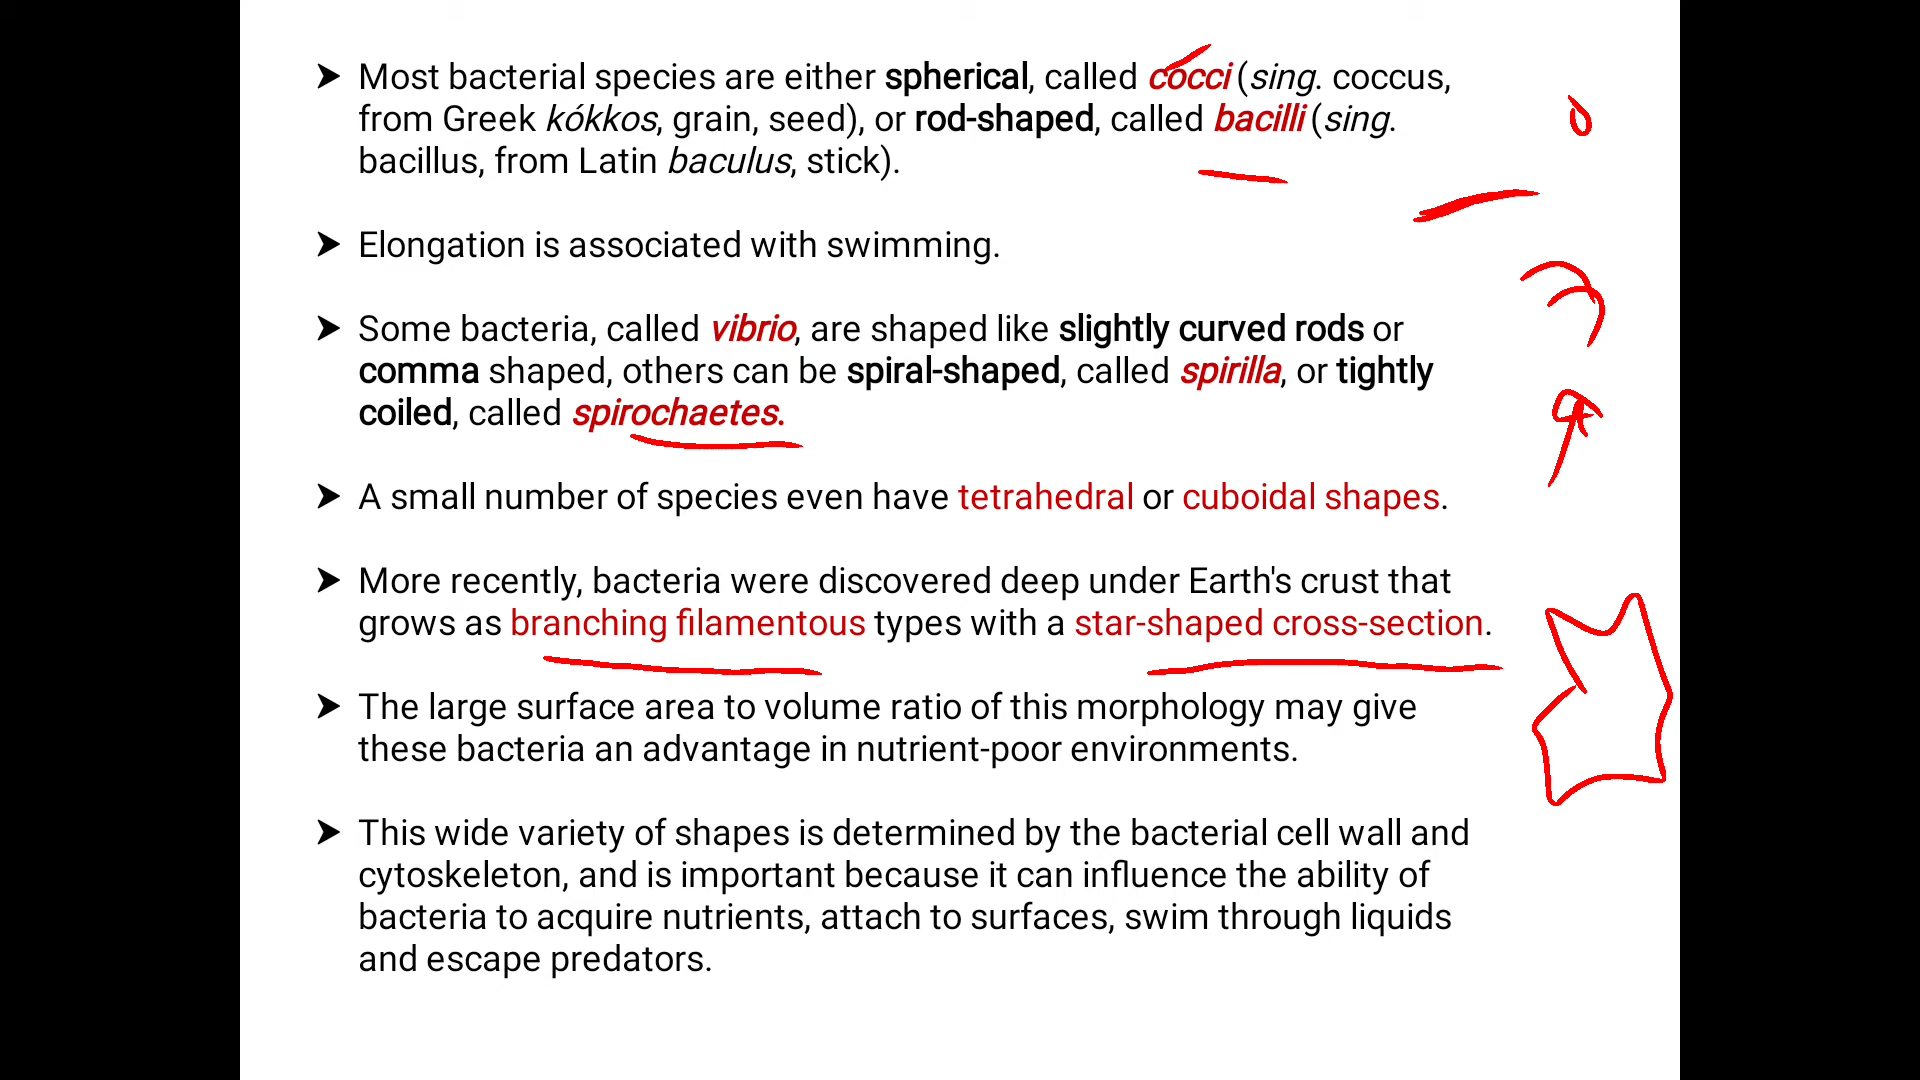 ➤ Most bacterial species are either spherical, called cocci (sing. coccus,
from Greek kókkos, grain, seed), or rod-shaped, called bacilli (sing.
bacillus, from Latin baculus, stick).
➤ Elongation is associated with swimming.
➤ Some bacteria, called vibrio, are shaped like slightly curved rods or
comma shaped, others can be spiral-shaped, called spirilla, or tightly
coiled, called spirochaetes.
➤ A small number of species even have tetrahedral or cuboidal shapes.
➤ More recently, bacteria were discovered deep under Earth's crust that
grows as branching filamentous types with a star-shaped cross-section.
➤ The large surface area to volume ratio of this morphology may give
these bacteria an advantage in nutrient-poor environments.
➤ This wide variety of shapes is determined by the bacterial cell wall and
cytoskeleton, and is important because it can influence the ability of
bacteria to acquire nutrients, attach to surfaces, swim through liquids
and escape predators.